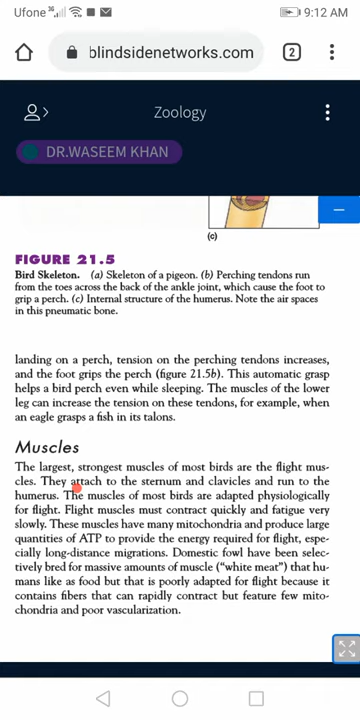 Ufone 3G 9:12 AM
blindsidenetworks.com 2
Zoology
DR.WASEEM KHAN
(c)
FIGURE 21.5
Bird Skeleton. (a) Skeleton of a pigeon. (b) Perching tendons run
from the toes across the back of the ankle joint, which cause the foot to
grip a perch. (c) Internal structure of the humerus. Note the air spaces
in this pneumatic bone.
landing on a perch, tension on the perching tendons increases,
and the foot grips the perch (figure 21.5b). This automatic grasp
helps a bird perch even while sleeping. The muscles of the lower
leg can increase the tension on these tendons, for example, when
an eagle grasps a fish in its talons.
Muscles
The largest, strongest muscles of most birds are the flight mus-
cles. They attach to the sternum and clavicles and run to the
humerus. The muscles of most birds are adapted physiologically
for flight. Flight muscles must contract quickly and fatigue very
slowly. These muscles have many mitochondria and produce large
quantities of ATP to provide the energy required for flight, espe-
cially long-distance migrations. Domestic fowl have been selec-
tively bred for massive amounts of muscle ("white meat") that hu-
mans like as food but that is poorly adapted for flight because it
contains fibers that can rapidly contract but feature few mito-
chondria and poor vascularization.